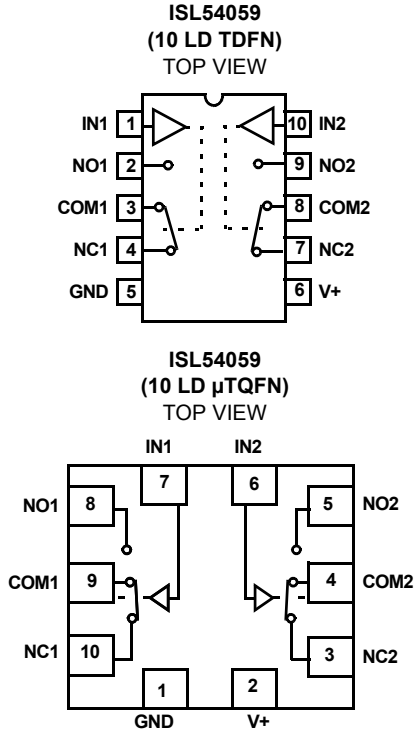 ISL54059
(10 LD TDFN)
TOP VIEW
IN1 1 10 IN2
NO1 2 9 NO2
COM1 3 8 COM2
NC1 4 7 NC2
GND 5 6 V+
ISL54059
(10 LD µTQFN)
TOP VIEW
IN1 IN2
7 6
NO1 8 5 NO2
COM1 9 4 COM2
NC1 10 3 NC2
1 2
GND V+